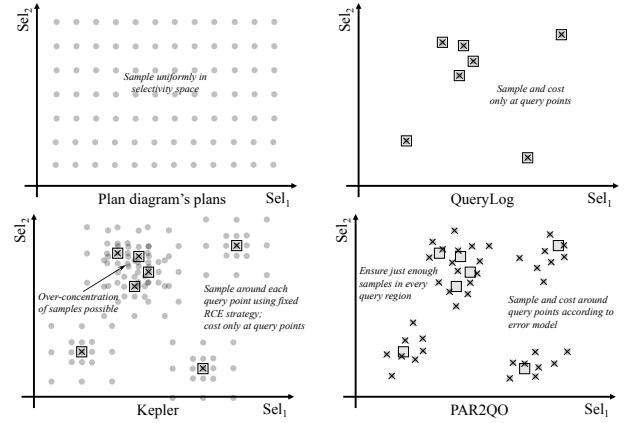 Sel2
Sample uniformly in
selectivity space
Plan diagram's plans
Sel1
Sel2
Sample and cost
only at query points
QueryLog
Sel1
Sel2
Over-concentration
of samples possible
Sample around each
query point using fixed
RCE strategy;
cost only at query points
Kepler
Sel1
Sel2
Ensure just enough
samples in every
query region
Sample and cost around
query points according to
error model
PAR2QO
Sel1